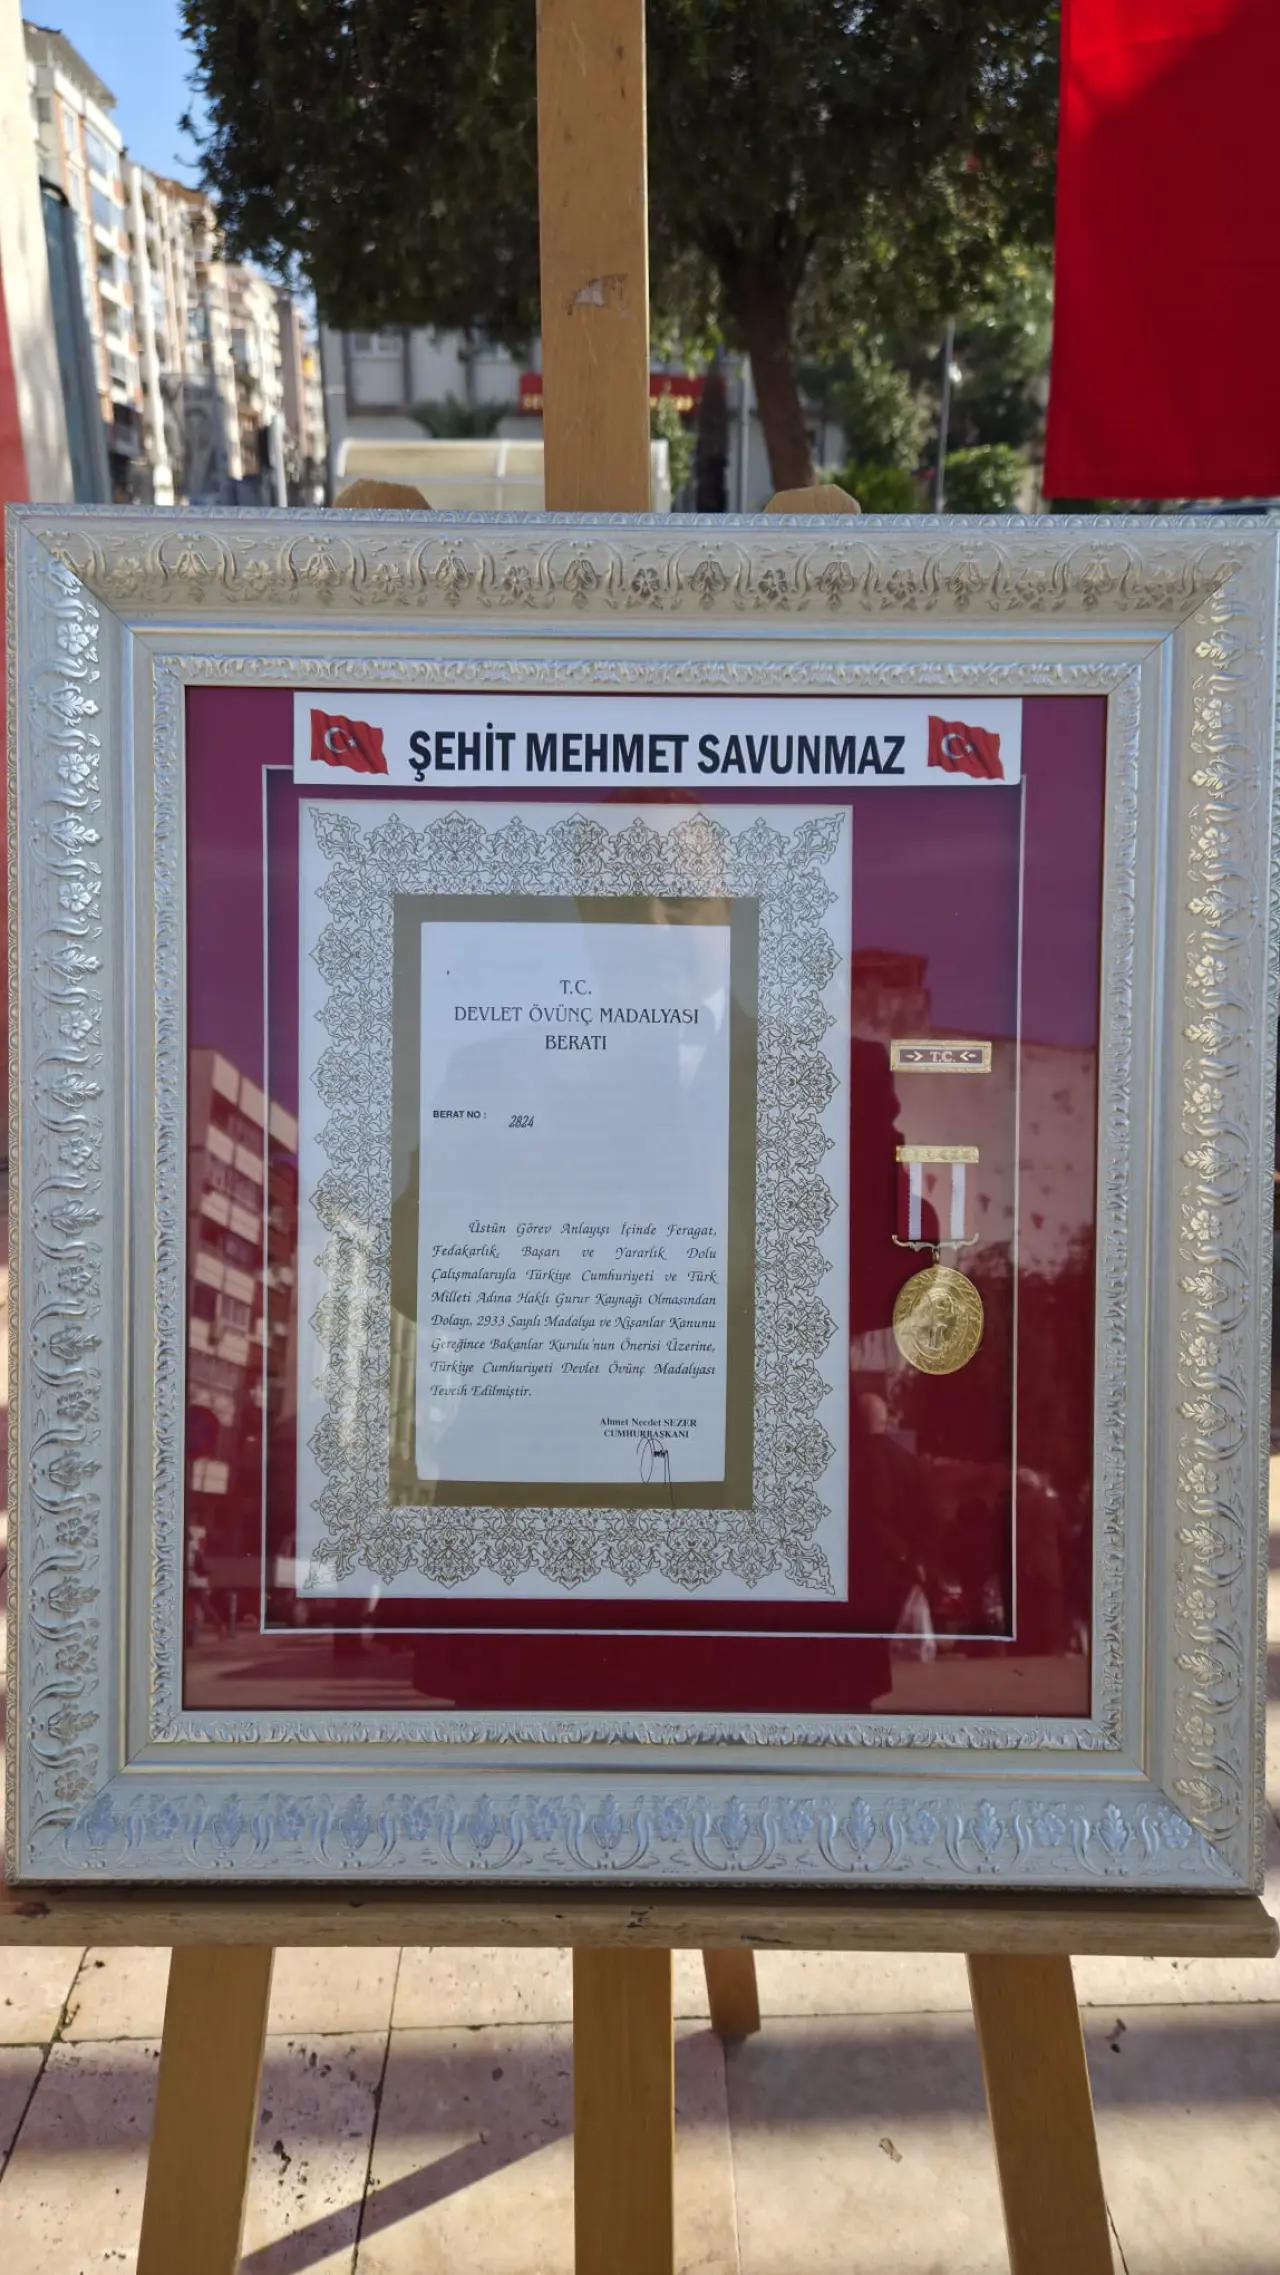 ŞEHİT MEHMET SAVUNMAZ
T.C.
DEVLET ÖVÜNÇ MADALYASI
BERATI
BERAT NO : 2824
Üstün Görev Anlayışı İçinde Feragat,
Fedakarlık, Başarı ve Yararlık Dolu
Çalışmalarıyla Türkiye Cumhuriyeti ve Türk
Milleti Adına Haklı Gurur Kaynağı Olmasından
Dolayı, 2933 Sayılı Madalya ve Nişanlar Kanunu
Gereğince Bakanlar Kurulu'nun Önerisi Üzerine,
Türkiye Cumhuriyeti Devlet Övünç Madalyası
Tevcih Edilmiştir.
Ahmet Necdet SEZER
CUMHURBAŞKANI
T.C.